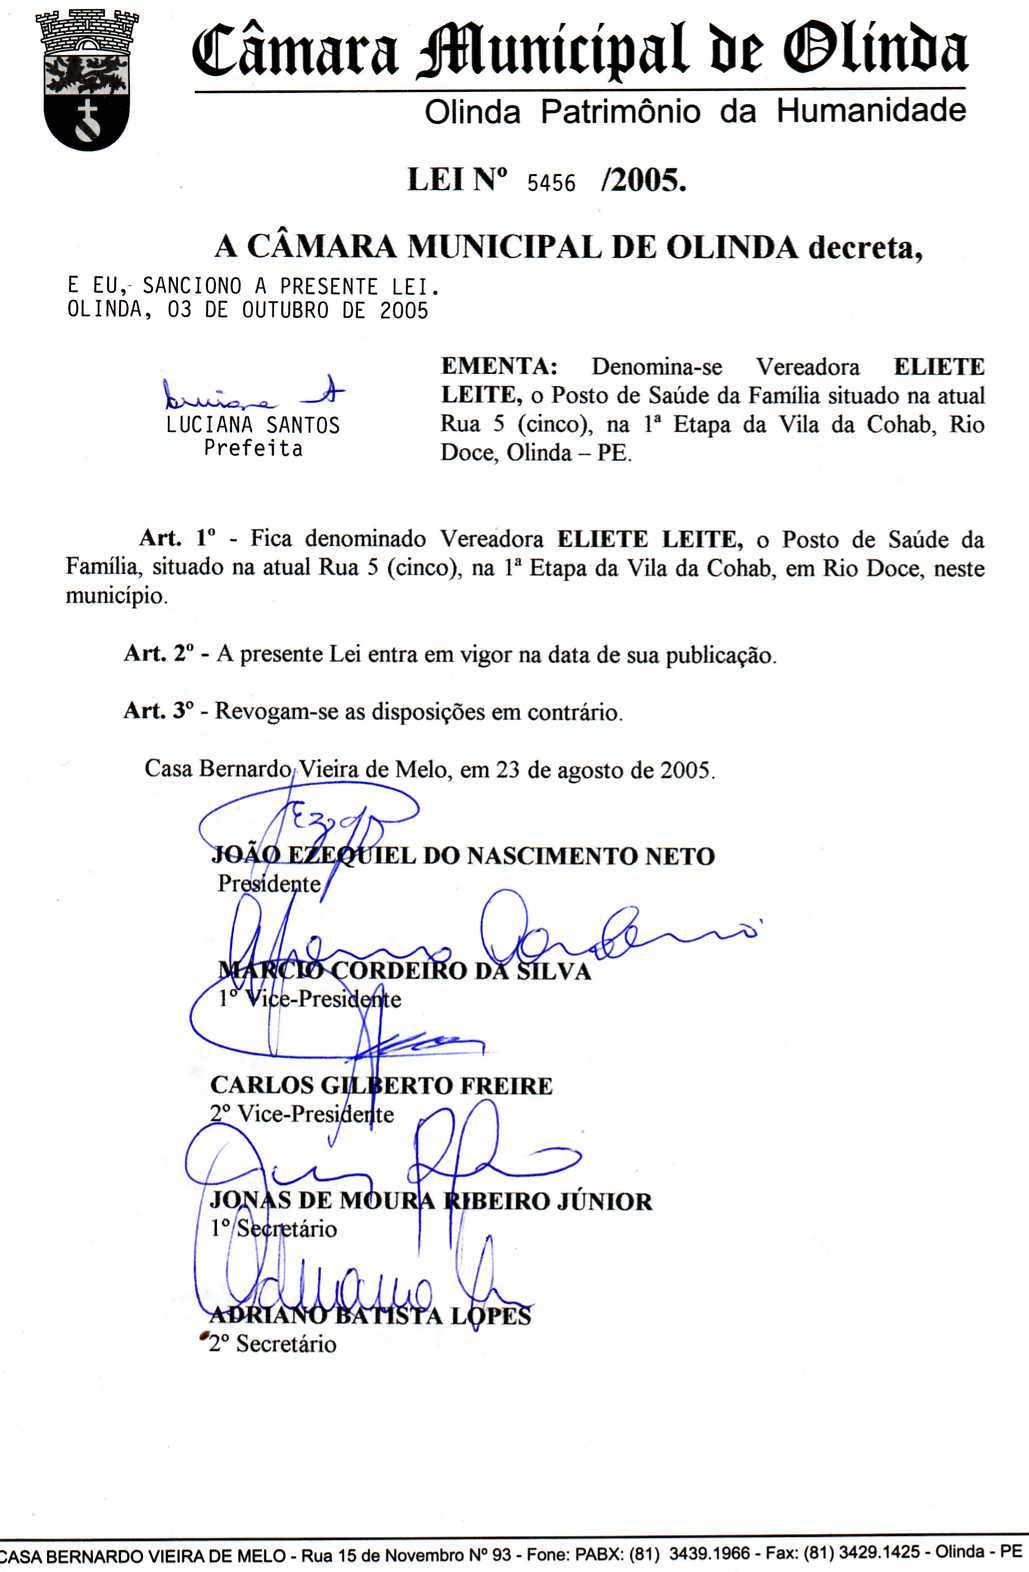 Câmara Municipal de Olinda
Olinda Patrimônio da Humanidade
LEI Nº 5456 /2005.
A CÂMARA MUNICIPAL DE OLINDA decreta,
E EU, SANCIONO A PRESENTE LEI.
OLINDA, 03 DE OUTUBRO DE 2005
LUCIANA SANTOS
Prefeita
EMENTA: Denomina-se Vereadora ELIETE
LEITE, o Posto de Saúde da Família situado na atual
Rua 5 (cinco), na 1ª Etapa da Vila da Cohab, Rio
Doce, Olinda – PE.
Art. 1º - Fica denominado Vereadora ELIETE LEITE, o Posto de Saúde da
Família, situado na atual Rua 5 (cinco), na 1ª Etapa da Vila da Cohab, em Rio Doce, neste
município.
Art. 2º - A presente Lei entra em vigor na data de sua publicação.
Art. 3º - Revogam-se as disposições em contrário.
Casa Bernardo Vieira de Melo, em 23 de agosto de 2005.
JOÃO EZEQUIEL DO NASCIMENTO NETO
Presidente
MARCIO CORDEIRO DA SILVA
1º Vice-Presidente
CARLOS GILBERTO FREIRE
2º Vice-Presidente
JONAS DE MOURA RIBEIRO JÚNIOR
1º Secretário
ADRIANO BATISTA LOPES
2º Secretário
CASA BERNARDO VIEIRA DE MELO - Rua 15 de Novembro Nº 93 - Fone: PABX: (81) 3439.1966 - Fax: (81) 3429.1425 - Olinda - PE